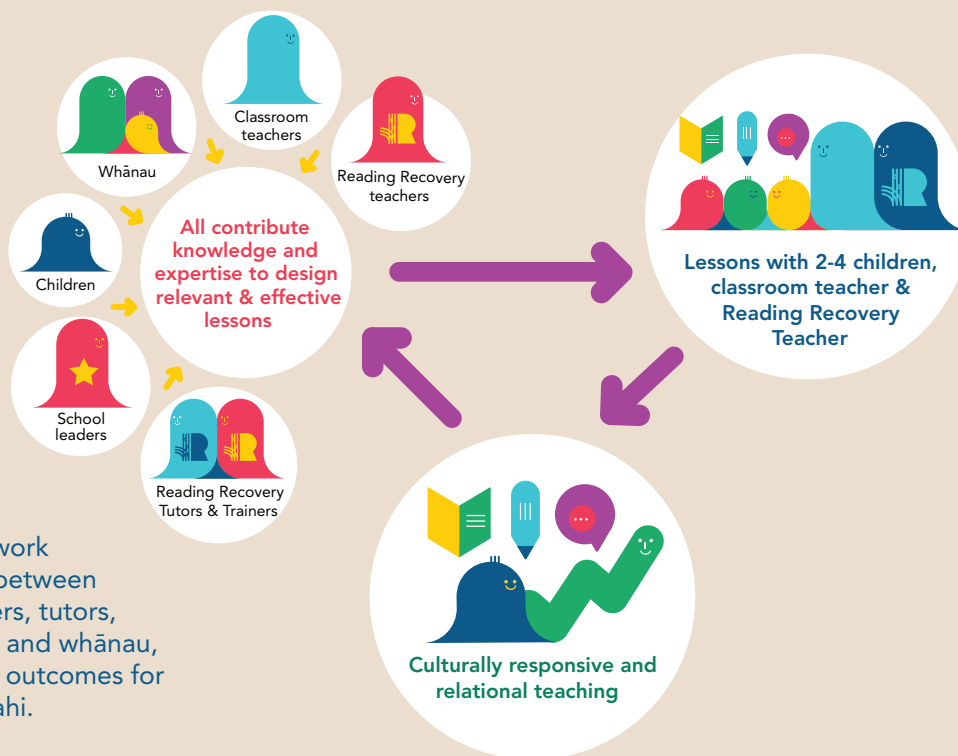 Classroom
teachers
Whānau
Reading Recovery
teachers
Children
All contribute
knowledge and
expertise to design
relevant & effective
lessons
School
leaders
Reading Recovery
Tutors & Trainers
Lessons with 2-4 children,
classroom teacher &
Reading Recovery
Teacher
Culturally responsive and
relational teaching
work
between
ers, tutors,
and whānau,
outcomes for
ahi.